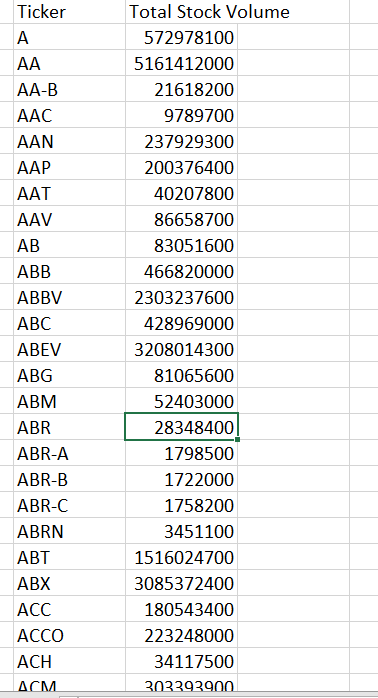 Ticker Total Stock Volume
A 572978100
AA 5161412000
AA-B 21618200
AAC 9789700
AAN 237929300
AAP 200376400
AAT 40207800
AAV 86658700
AB 83051600
ABB 466820000
ABBV 2303237600
ABC 428969000
ABEV 3208014300
ABG 81065600
ABM 52403000
ABR 28348400
ABR-A 1798500
ABR-B 1722000
ABR-C 1758200
ABRN 3451100
ABT 1516024700
ABX 3085372400
ACC 180543400
ACCO 223248000
ACH 34117500
ACM 303393900